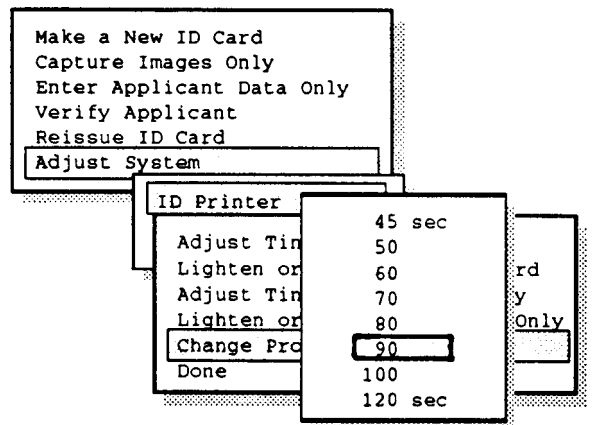 Make a New ID Card
Capture Images Only
Enter Applicant Data Only
Verify Applicant
Reissue ID Card
Adjust System
ID Printer
Adjust Tin
Lighten or rd
Adjust Tin y
Lighten or Only
Change Pro
Done
45 sec
50
60
70
80
90
100
120 sec